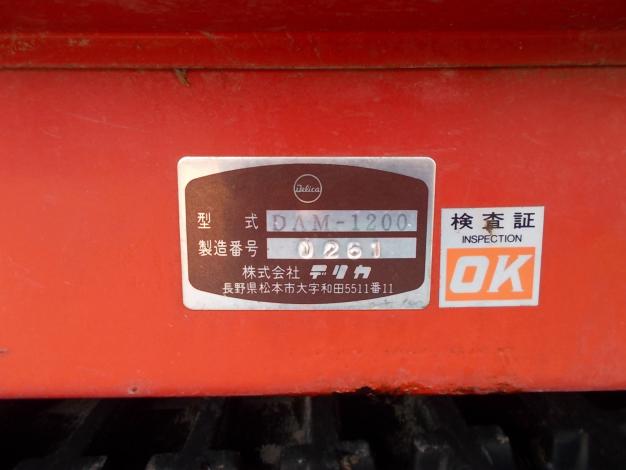 Delica
型式 DAM-1200
製造番号 0261
株式会社 デリカ
長野県松本市大字和田5511番11
検査証
INSPECTION
OK